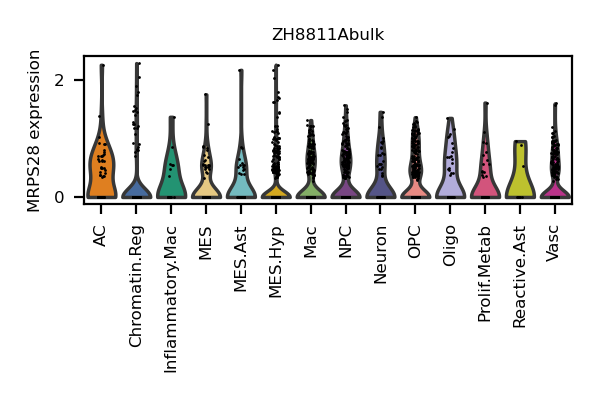 ZH8811Abulk
MRPS28 expression
2
0
AC
Chromatin.Reg
Inflammatory.Mac
MES
MES.Ast
MES.Hyp
Mac
NPC
Neuron
OPC
Oligo
Prolif.Metab
Reactive.Ast
Vasc